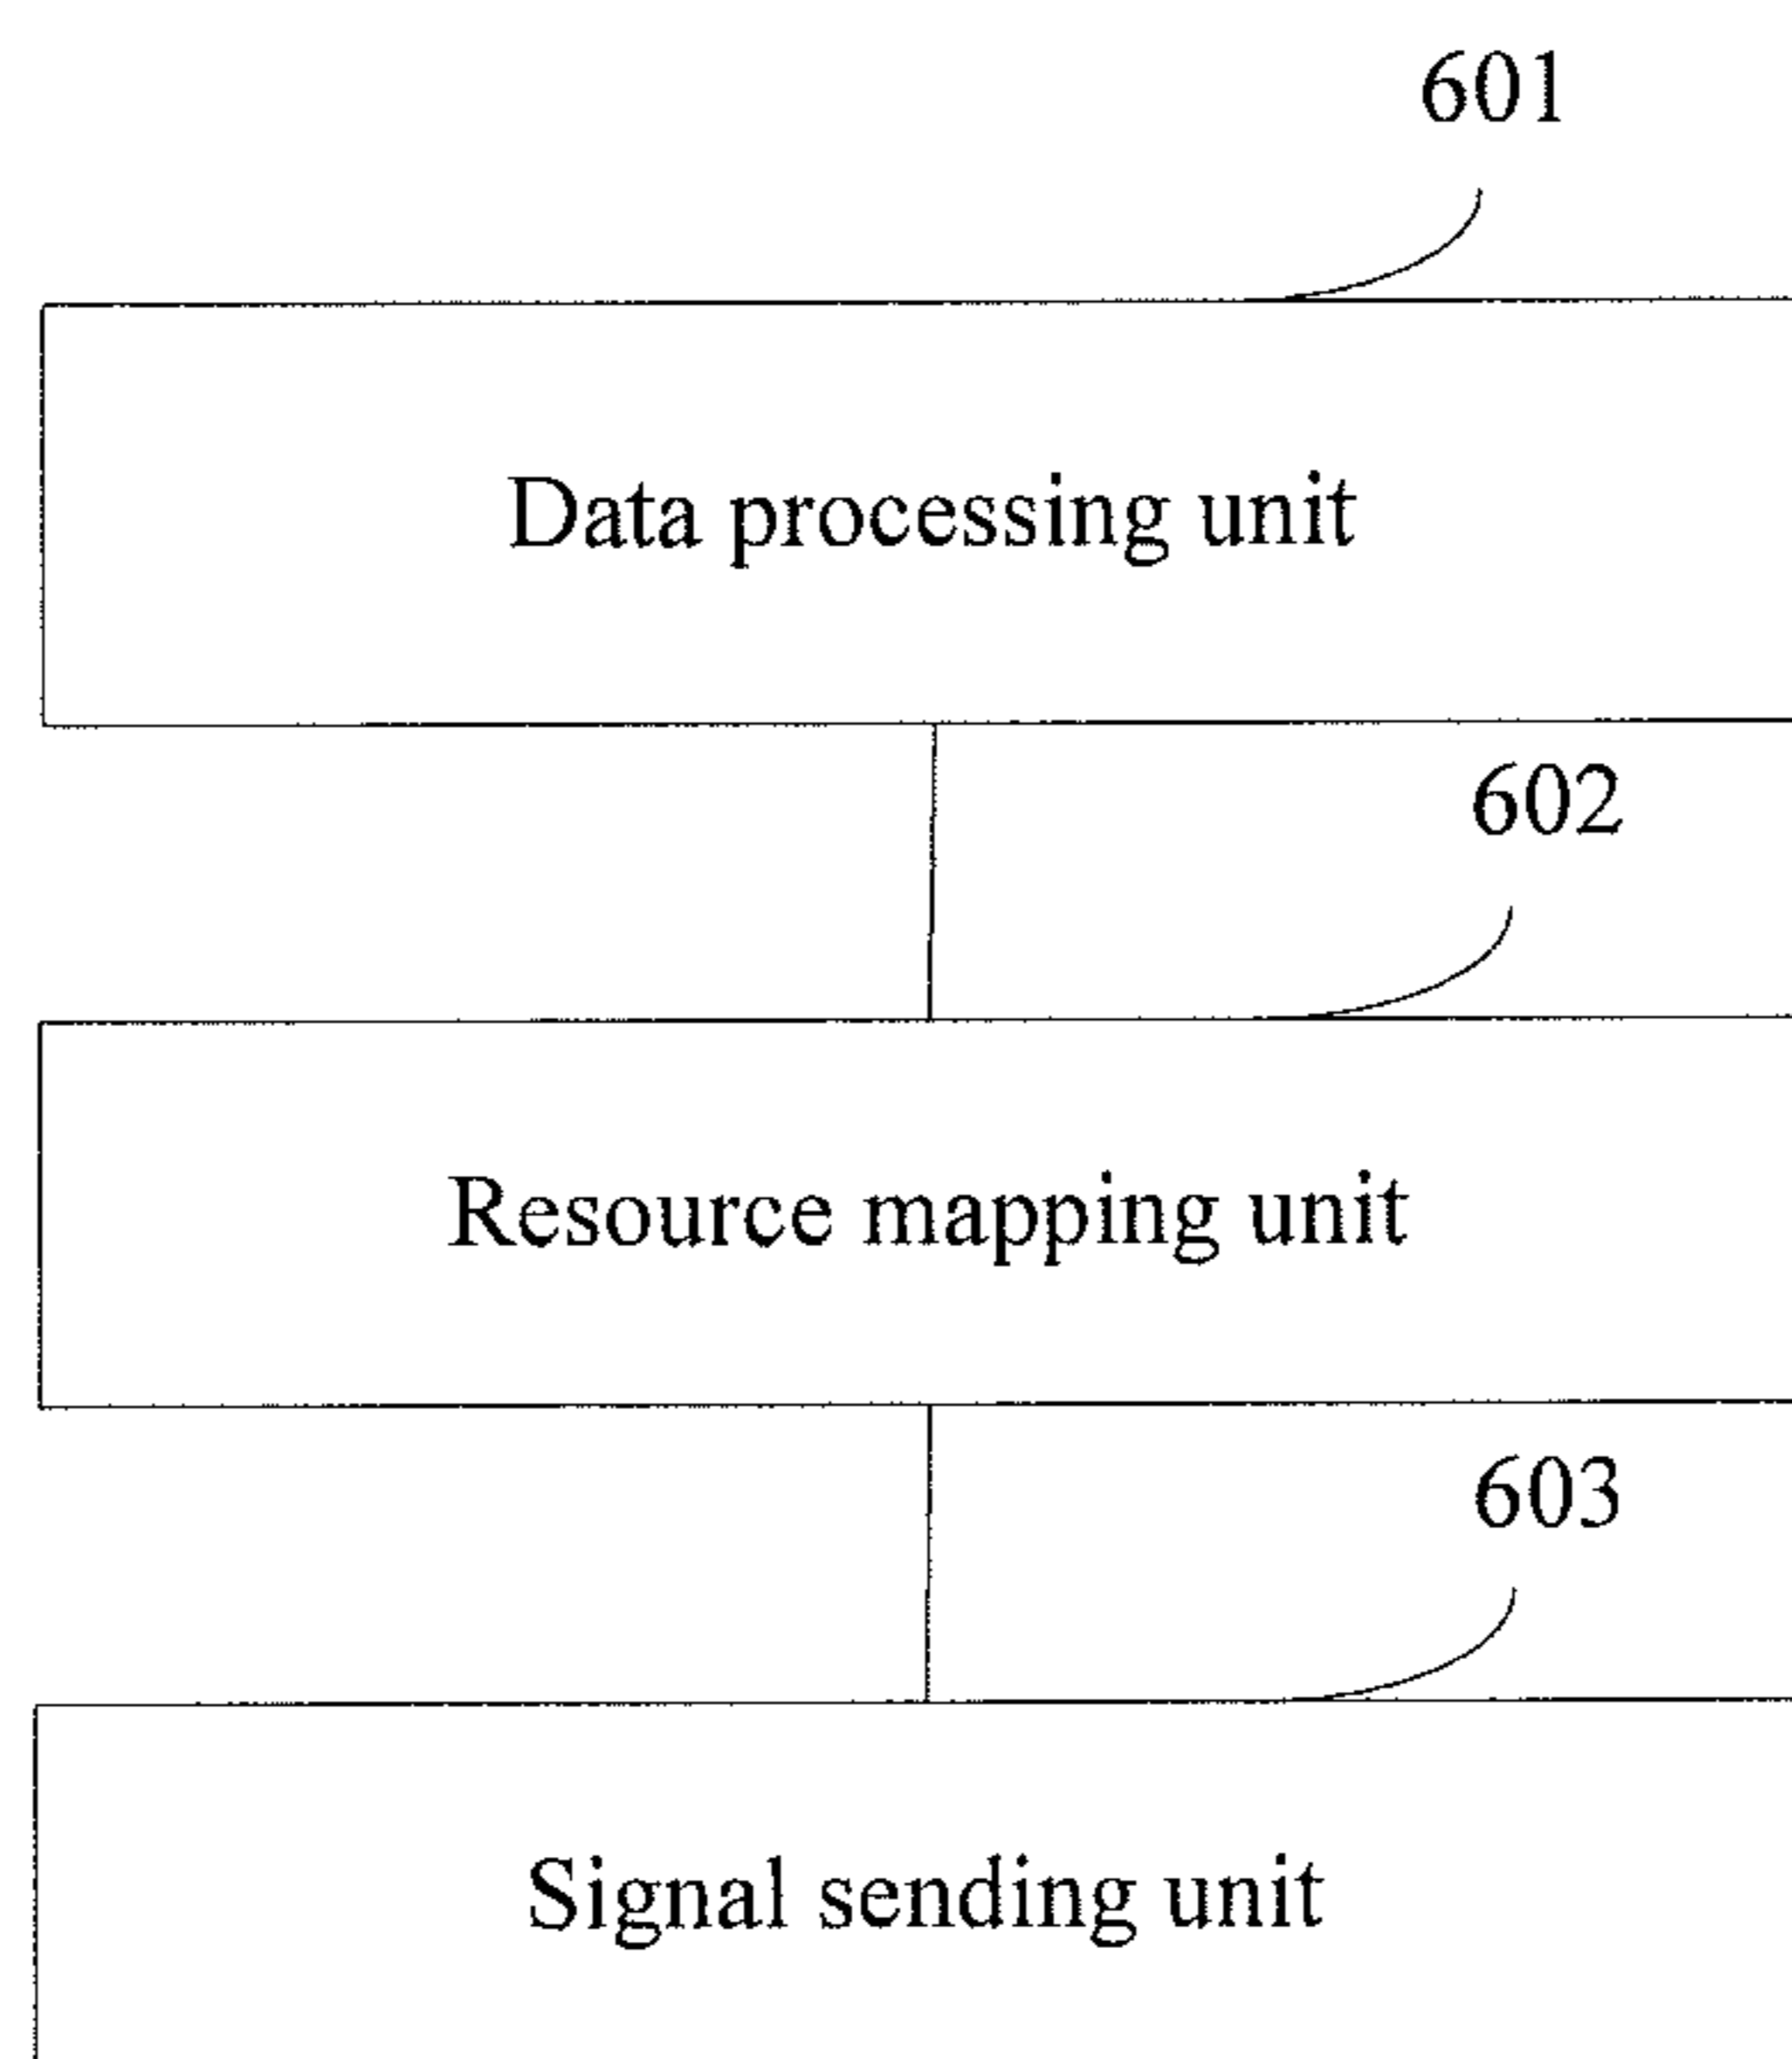 601
Data processing unit
602
Resource mapping unit
603
Signal sending unit